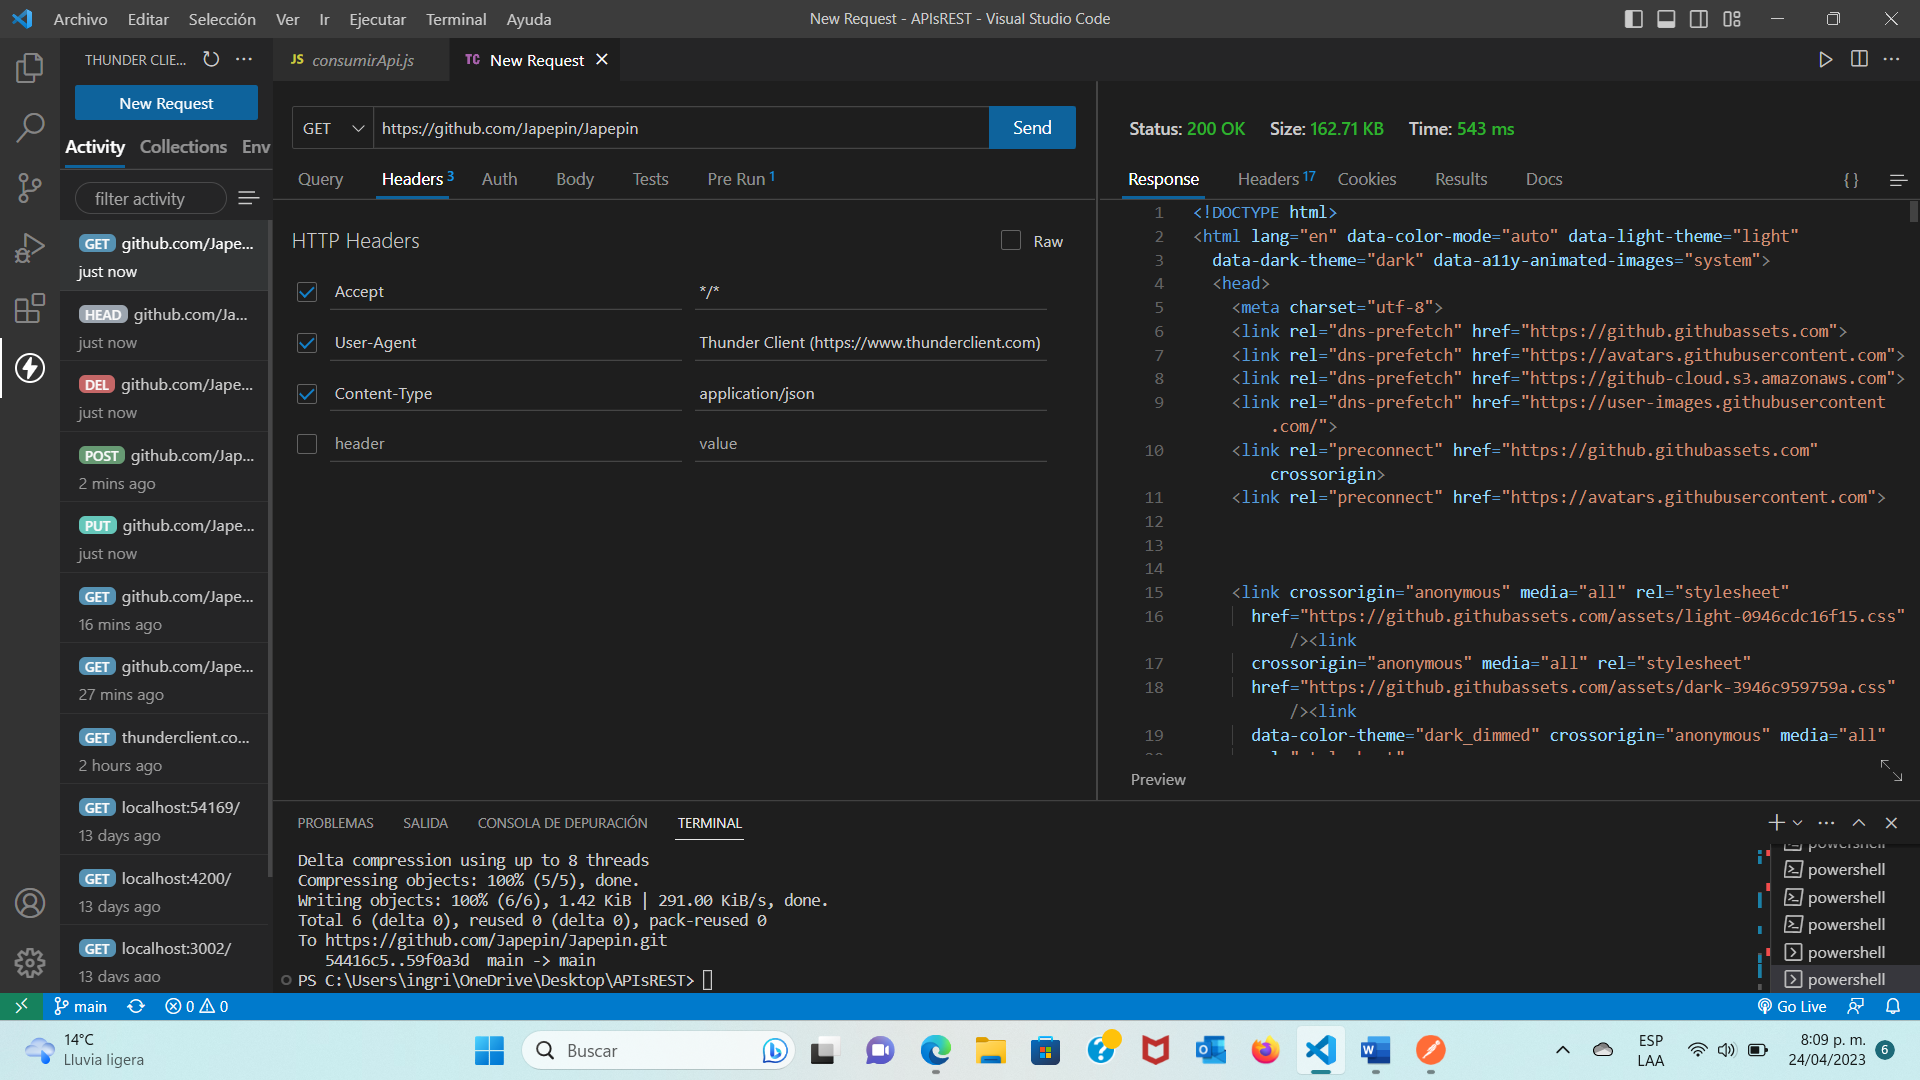 Archivo Editar Selección Ver Ir Ejecutar Terminal Ayuda
New Request - APIsREST - Visual Studio Code
THUNDER CLIE...
New Request
Activity Collections Env
filter activity
GET github.com/Jape...
just now
HEAD github.com/Ja...
just now
DEL github.com/Jape...
just now
POST github.com/Jap...
2 mins ago
PUT github.com/Jape...
just now
GET github.com/Jape...
16 mins ago
GET github.com/Jape...
27 mins ago
GET thunderclient.co...
2 hours ago
GET localhost:54169/
13 days ago
GET localhost:4200/
13 days ago
GET localhost:3002/
13 days ago
JS consumirApi.js
TC New Request
GET https://github.com/Japepin/Japepin Send
Query Headers 3 Auth Body Tests Pre Run 1
HTTP Headers Raw
Accept */*
User-Agent Thunder Client (https://www.thunderclient.com)
Content-Type application/json
header value
Status: 200 OK Size: 162.71 KB Time: 543 ms
Response Headers 17 Cookies Results Docs { }
1 <!DOCTYPE html>
2 <html lang="en" data-color-mode="auto" data-light-theme="light"
3 data-dark-theme="dark" data-a11y-animated-images="system">
4 <head>
5 <meta charset="utf-8">
6 <link rel="dns-prefetch" href="https://github.githubassets.com">
7 <link rel="dns-prefetch" href="https://avatars.githubusercontent.com">
8 <link rel="dns-prefetch" href="https://github-cloud.s3.amazonaws.com">
9 <link rel="dns-prefetch" href="https://user-images.githubusercontent
.com/">
10 <link rel="preconnect" href="https://github.githubassets.com"
crossorigin>
11 <link rel="preconnect" href="https://avatars.githubusercontent.com">
12
13
14
15 <link crossorigin="anonymous" media="all" rel="stylesheet"
16 href="https://github.githubassets.com/assets/light-0946cdc16f15.css"
/><link
17 crossorigin="anonymous" media="all" rel="stylesheet"
18 href="https://github.githubassets.com/assets/dark-3946c959759a.css"
/><link
19 data-color-theme="dark_dimmed" crossorigin="anonymous" media="all"
Preview
PROBLEMAS SALIDA CONSOLA DE DEPURACIÓN TERMINAL
Delta compression using up to 8 threads
Compressing objects: 100% (5/5), done.
Writing objects: 100% (6/6), 1.42 KiB | 291.00 KiB/s, done.
Total 6 (delta 0), reused 0 (delta 0), pack-reused 0
To https://github.com/Japepin/Japepin.git
54416c5..59f0a3d main -> main
PS C:\Users\ingri\OneDrive\Desktop\APIsREST>
powershell
powershell
powershell
powershell
powershell
powershell
main 0 0
Go Live
14°C
Lluvia ligera
Buscar
ESP
LAA
8:09 p. m.
24/04/2023
6